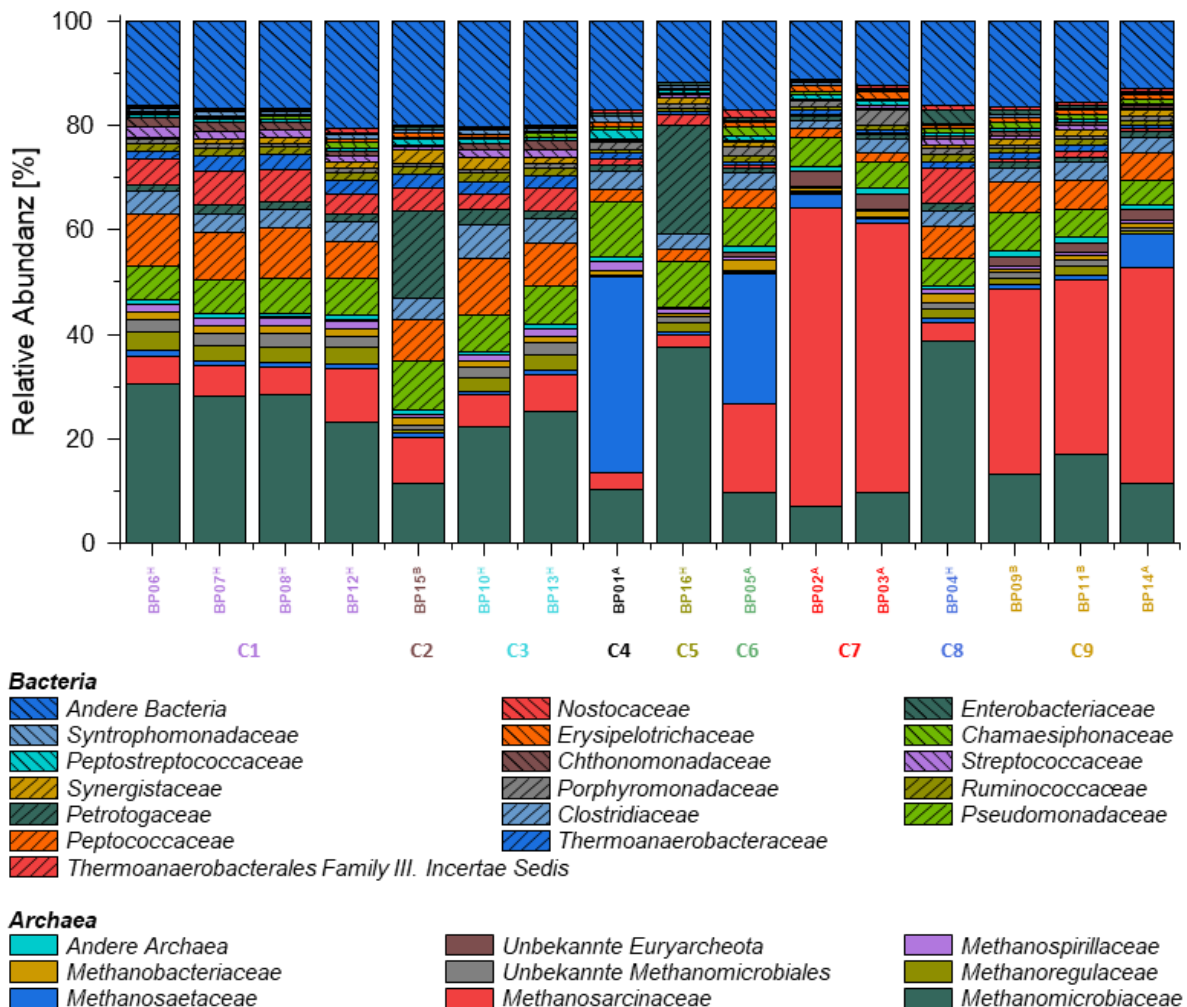 100
80
60
40
20
0
Relative Abundanz [%]
BP06ᴴ BP07ᴴ BP08ᴴ BP12ᴴ BP15ᴮ BP10ᴴ BP13ᴴ BP01ᴬ BP16ᴴ BP05ᴬ BP02ᴬ BP03ᴬ BP04ᴴ BP09ᴮ BP11ᴮ BP14ᴬ
C1 C2 C3 C4 C5 C6 C7 C8 C9
Bacteria
Andere Bacteria Nostocaceae Enterobacteriaceae
Syntrophomonadaceae Erysipelotrichaceae Chamaesiphonaceae
Peptostreptococcaceae Chthonomonadaceae Streptococcaceae
Synergistaceae Porphyromonadaceae Ruminococcaceae
Petrotogaceae Clostridiaceae Pseudomonadaceae
Peptococcaceae Thermoanaerobacteraceae
Thermoanaerobacterales Family III. Incertae Sedis
Archaea
Andere Archaea Unbekannte Euryarcheota Methanospirillaceae
Methanobacteriaceae Unbekannte Methanomicrobiales Methanoregulaceae
Methanosaetaceae Methanosarcinaceae Methanomicrobiaceae